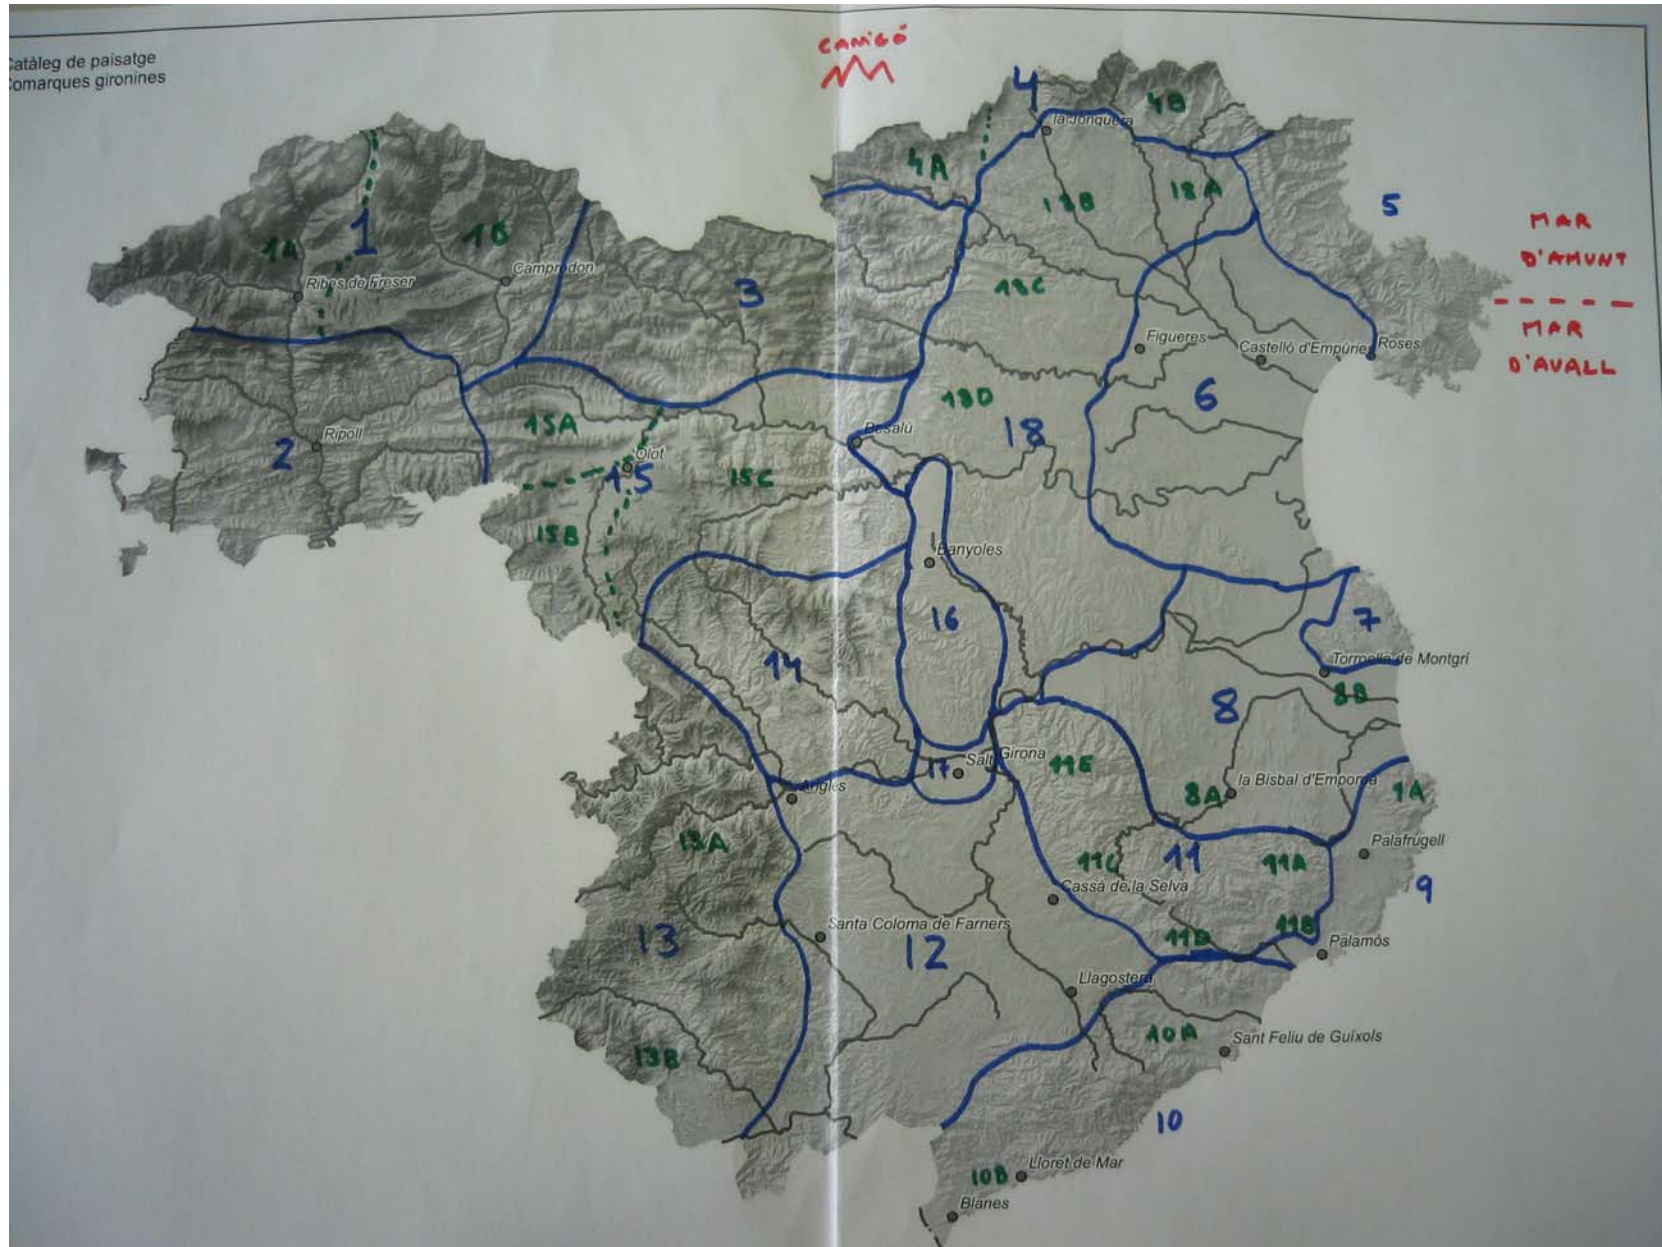 Catàleg de paisatge
Comarques gironines
CANIGÓ
4
4B
la Jonquera
4A
18B
18A
5
MAR
D'AMUNT
MAR
D'AVALL
1
1A
1B
Ribes de Freser
Camprodon
3
18C
Figueres
Castelló d'Empúries
Roses
6
18D
18
Besalú
2
Ripoll
15A
Olot
15
15C
15B
Banyoles
16
7
Torroella de Montgrí
14
8
8B
17
Salt
Girona
11E
Anglès
8A
la Bisbal d'Empordà
9A
Palafrugell
13A
11C
11
11A
9
Cassà de la Selva
Santa Coloma de Farners
13
12
11D
11B
Palamós
Llagostera
10A
Sant Feliu de Guíxols
13B
10
10B
Lloret de Mar
Blanes